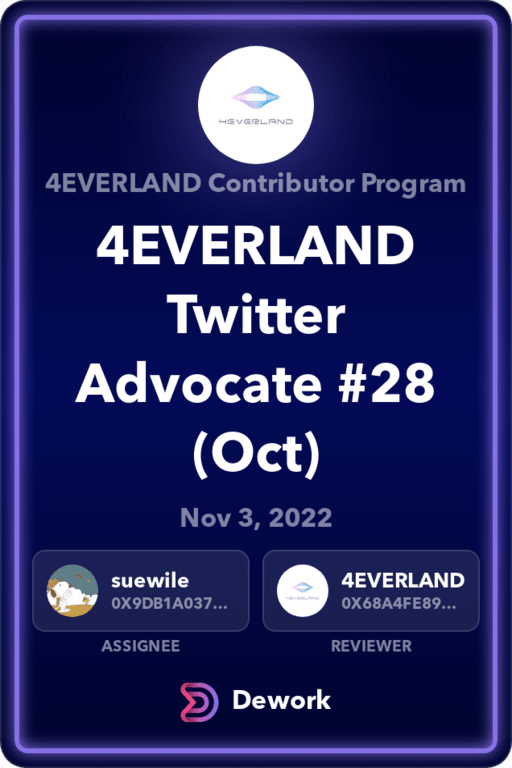 4EVERLAND
4EVERLAND Contributor Program
4EVERLAND
Twitter
Advocate #28
(Oct)
Nov 3, 2022
suewile
0X9DB1A037...
4EVERLAND
0X68A4FE89...
ASSIGNEE
REVIEWER
Dework